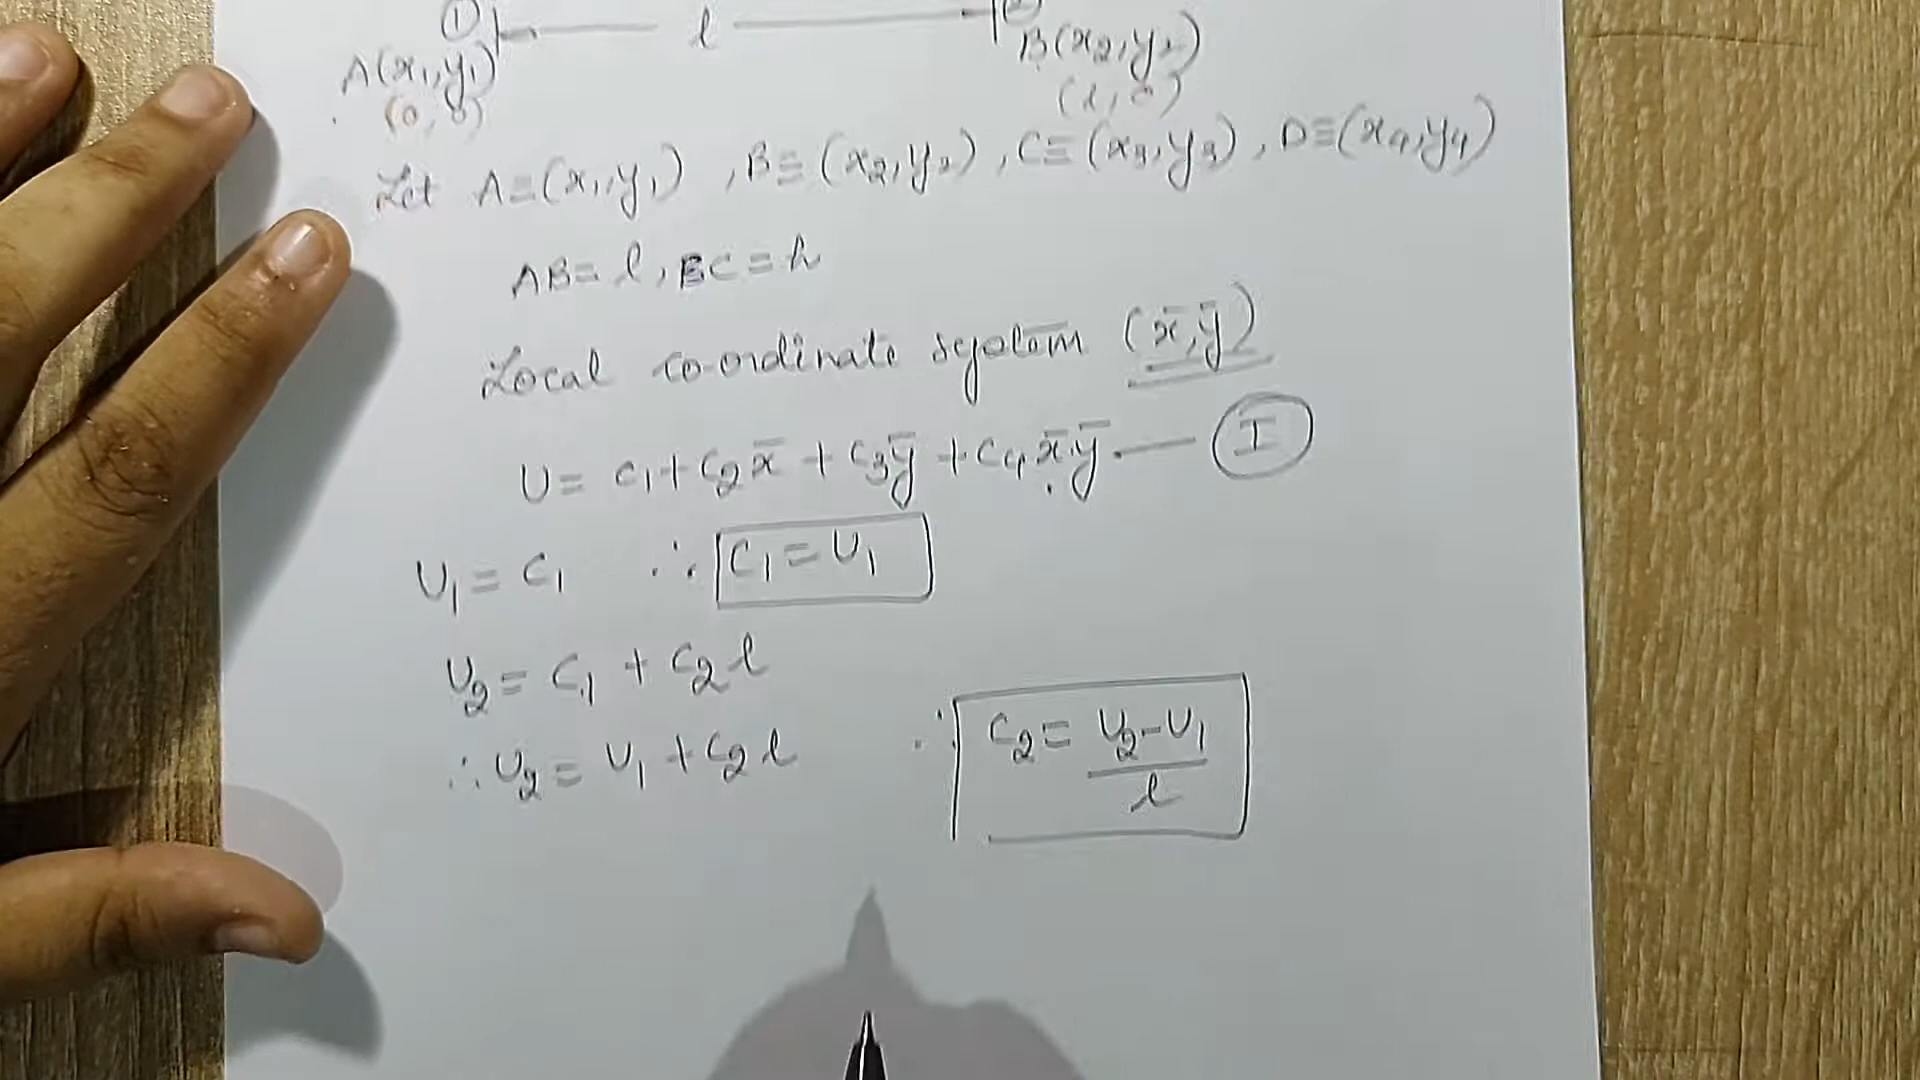 ① l
A(x₁,y₁) B(x₂,y₂)
(0,0) (l,0)
Let A≡(x₁,y₁) , B≡(x₂,y₂) , C≡(x₃,y₃) , D≡(x₄,y₄)
AB=l, BC=h
Local co-ordinate system (x̄,ȳ)
U= c₁+c₂x̄ + c₃ȳ + c₄x̄.ȳ — Ⓘ
U₁ = C₁ ∴ C₁=U₁
U₂ = C₁ + C₂l
∴ U₂ = U₁ + C₂l ∴ C₂= U₂-U₁/l